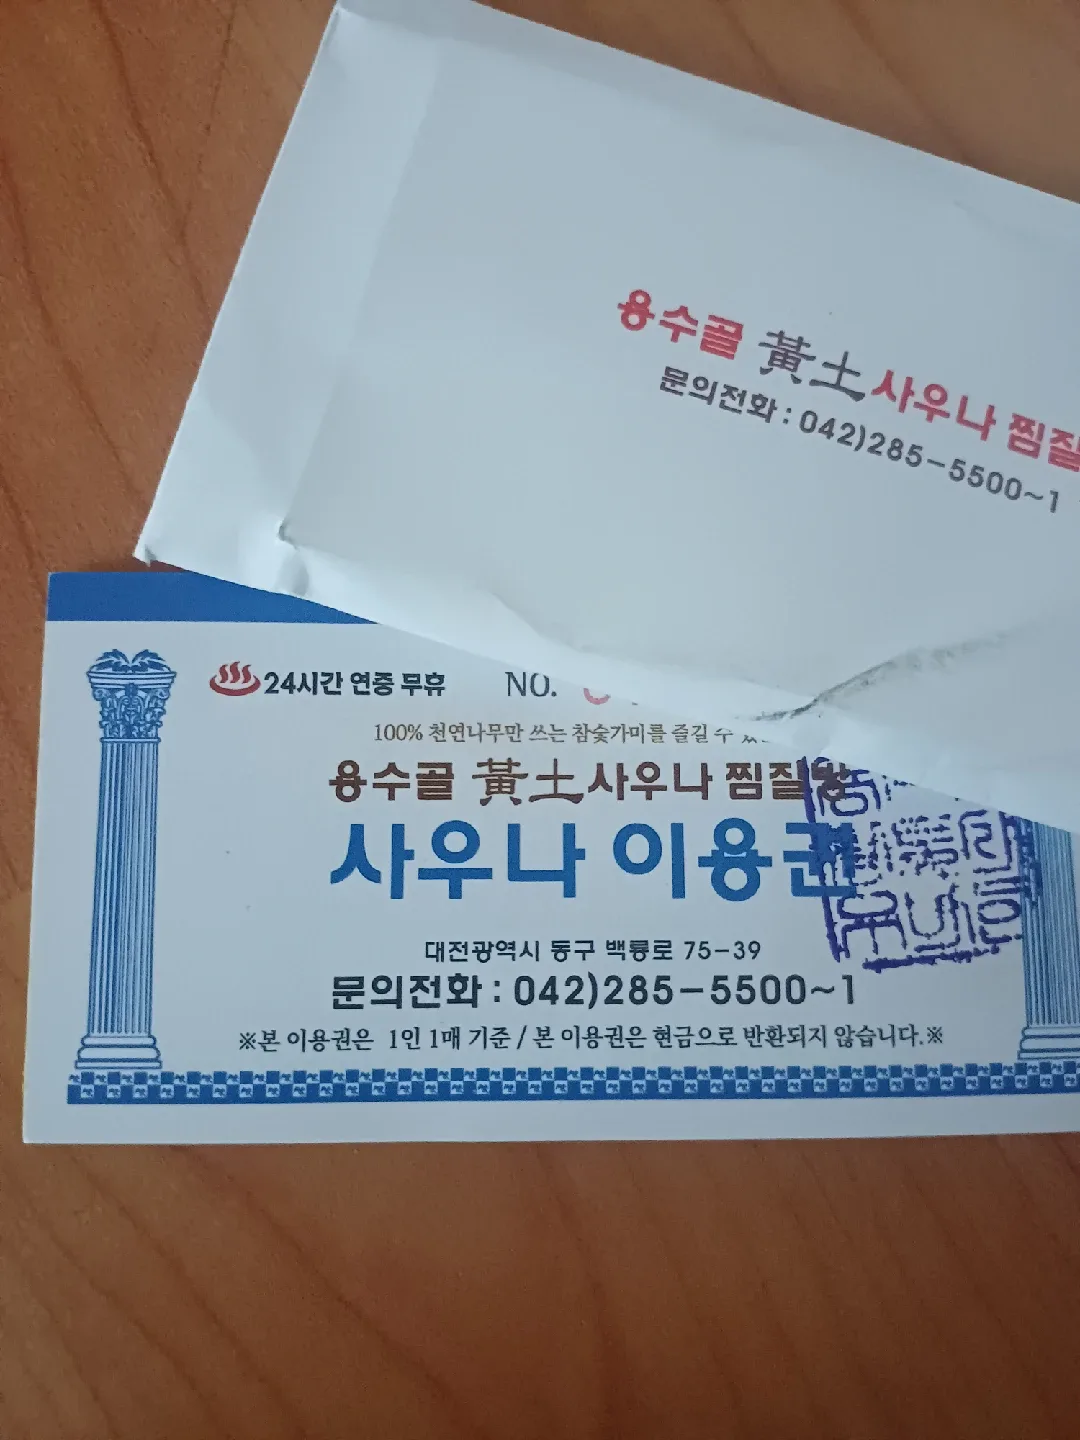 용수골 黃土 사우나 찜질
문의전화 : 042)285-5500~1
24시간 연중 무휴 NO.
100% 천연나무만 쓰는 참숯가미를 즐길 수
용수골 黃土 사우나 찜질방
사우나 이용권
대전광역시 동구 백룡로 75-39
문의전화 : 042)285-5500~1
※본 이용권은 1인 1매 기준 / 본 이용권은 현금으로 반환되지 않습니다.※